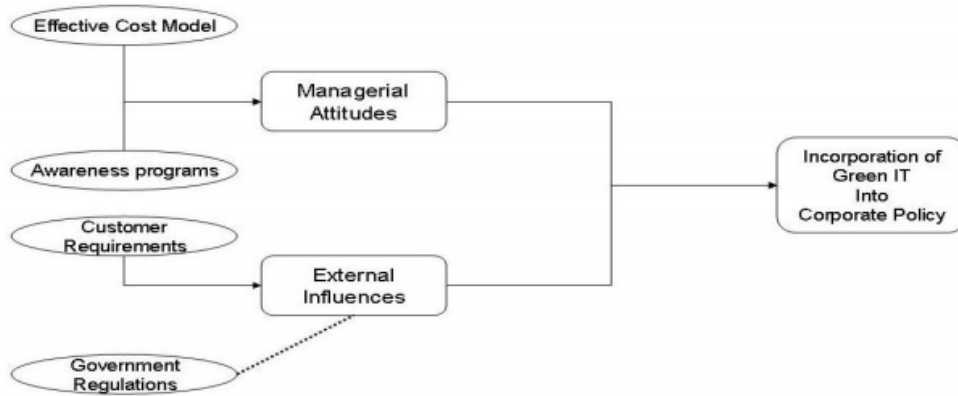 Effective Cost Model
Managerial
Attitudes
Awareness programs
Customer
Requirements
External
Influences
Government
Regulations
Incorporation of
Green IT
Into
Corporate Policy